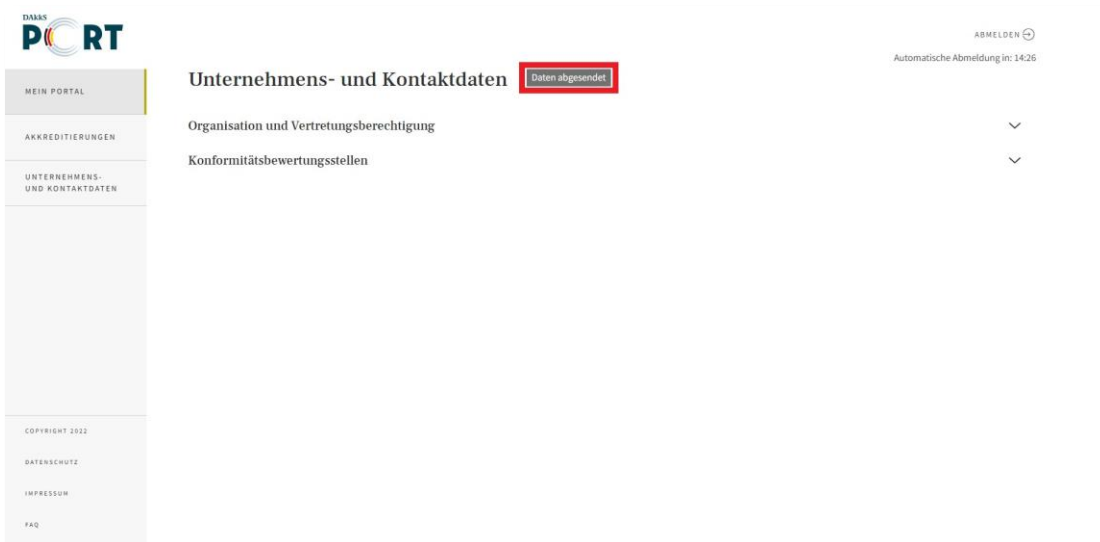 DAkkS
PORT
ABMELDEN
Automatische Abmeldung in: 14:26
Unternehmens- und Kontaktdaten
Daten abgesendet
MEIN PORTAL
Organisation und Vertretungsberechtigung
AKKREDITIERUNGEN
Konformitätsbewertungsstellen
UNTERNEHMENS-
UND KONTAKTDATEN
COPYRIGHT 2022
DATENSCHUTZ
IMPRESSUM
FAQ